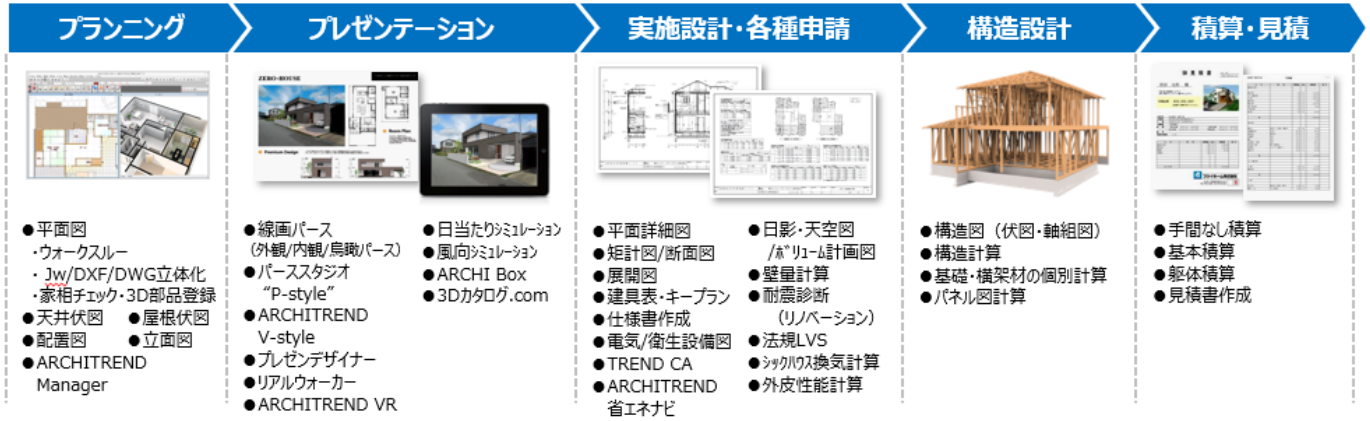 プランニング
プレゼンテーション
実施設計・各種申請
構造設計
積算・見積
●平面図
・ウォークスルー
・Jw/DXF/DWG立体化
・家相チェック・3D部品登録
●天井伏図 ●屋根伏図
●配置図 ●立面図
●ARCHITREND
Manager
ZERO-HOUSE
Room Plan
Premium Design
●線画パース
(外観/内観/鳥瞰パース)
●パーススタジオ
“P-style”
●ARCHITREND
V-style
●プレゼンデザイナー
●リアルウォーカー
●ARCHITREND VR
●日当たりｼﾐｭﾚｰｼｮﾝ
●風向ｼﾐｭﾚｰｼｮﾝ
●ARCHI Box
●3Dカタログ.com
●平面詳細図
●矩計図/断面図
●展開図
●建具表・キープラン
●仕様書作成
●電気/衛生設備図
●TREND CA
●ARCHITREND
省エネナビ
●日影・天空図
/ﾎﾞﾘｭｰﾑ計画図
●壁量計算
●耐震診断
（リノベーション）
●法規LVS
●ｼｯｸﾊｳｽ換気計算
●外皮性能計算
●構造図（伏図・軸組図）
●構造計算
●基礎・横架材の個別計算
●パネル図計算
御見積書
●手間なし積算
●基本積算
●躯体積算
●見積書作成